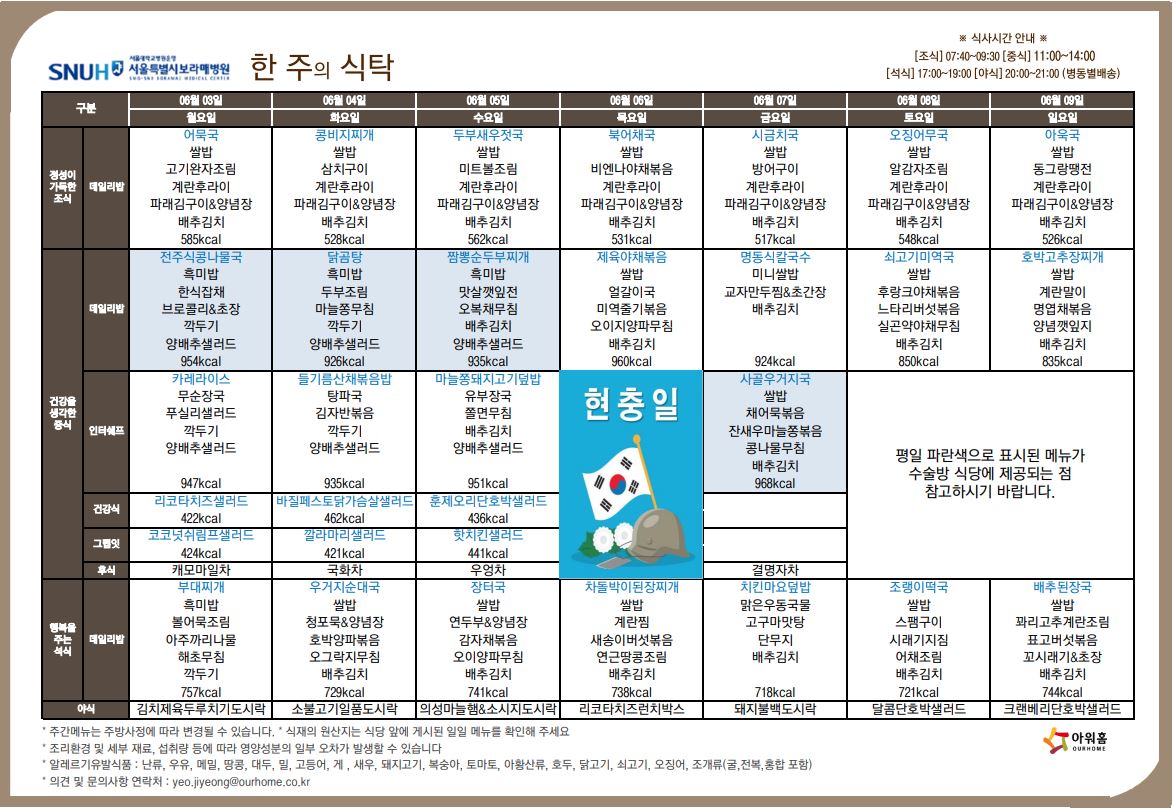 SNUH 서울대학교병원운영
서울특별시보라매병원
SMG-SNU BORAMAE MEDICAL CENTER
한 주의 식탁
※ 식사시간 안내 ※
[조식] 07:40~09:30 [중식] 11:00~14:00
[석식] 17:00~19:00 [야식] 20:00~21:00 (병동별배송)
구분 06월 03일 06월 04일 06월 05일 06월 06일 06월 07일 06월 08일 06월 09일
월요일 화요일 수요일 목요일 금요일 토요일 일요일
정성이
가득한
조식
데일리밥
어묵국 콩비지찌개 두부새우젓국 북어채국 시금치국 오징어무국 아욱국
쌀밥 쌀밥 쌀밥 쌀밥 쌀밥 쌀밥 쌀밥
고기완자조림 삼치구이 미트볼조림 비엔나야채볶음 방어구이 알감자조림 동그랑땡전
계란후라이 계란후라이 계란후라이 계란후라이 계란후라이 계란후라이 계란후라이
파래김구이&양념장 파래김구이&양념장 파래김구이&양념장 파래김구이&양념장 파래김구이&양념장 파래김구이&양념장 파래김구이&양념장
배추김치 배추김치 배추김치 배추김치 배추김치 배추김치 배추김치
585kcal 528kcal 562kcal 531kcal 517kcal 548kcal 526kcal
건강을
생각한
중식
데일리밥
전주식콩나물국 닭곰탕 짬뽕순두부찌개 제육야채볶음 명동식칼국수 쇠고기미역국 호박고추장찌개
흑미밥 흑미밥 흑미밥 쌀밥 미니쌀밥 쌀밥 쌀밥
한식잡채 두부조림 맛살깻잎전 얼갈이국 교자만두찜&초간장 후랑크야채볶음 계란말이
브로콜리&초장 마늘쫑무침 오복채무침 미역줄기볶음 배추김치 느타리버섯볶음 명엽채볶음
깍두기 깍두기 배추김치 오이지양파무침 실곤약야채무침 양념깻잎지
양배추샐러드 양배추샐러드 양배추샐러드 배추김치 배추김치 배추김치
954kcal 926kcal 935kcal 960kcal 924kcal 850kcal 835kcal
인터쉐프
카레라이스 들기름산채볶음밥 마늘쫑돼지고기덮밥 사골우거지국
무순장국 탕파국 유부장국 쌀밥
푸실리샐러드 김자반볶음 쫄면무침 채어묵볶음
깍두기 깍두기 배추김치 잔새우마늘쫑볶음
양배추샐러드 양배추샐러드 양배추샐러드 콩나물무침
배추김치
947kcal 935kcal 951kcal 968kcal
현충일
평일 파란색으로 표시된 메뉴가
수술방 식당에 제공되는 점
참고하시기 바랍니다.
건강식
리코타치즈샐러드 바질페스토닭가슴살샐러드 훈제오리단호박샐러드
422kcal 462kcal 436kcal
그랩잇
코코넛쉬림프샐러드 깔라마리샐러드 핫치킨샐러드
424kcal 421kcal 441kcal
후식 캐모마일차 국화차 우엉차 결명자차
행복을
주는
석식
데일리밥
부대찌개 우거지순대국 장터국 차돌박이된장찌개 치킨마요덮밥 조랭이떡국 배추된장국
흑미밥 쌀밥 쌀밥 쌀밥 맑은우동국물 쌀밥 쌀밥
볼어묵조림 청포묵&양념장 연두부&양념장 계란찜 고구마맛탕 스팸구이 꽈리고추계란조림
아주까리나물 호박양파볶음 감자채볶음 새송이버섯볶음 단무지 시래기지짐 표고버섯볶음
해초무침 오그락지무침 오이양파무침 연근땅콩조림 배추김치 어채조림 꼬시래기&초장
깍두기 배추김치 배추김치 배추김치 배추김치 배추김치
757kcal 729kcal 741kcal 738kcal 718kcal 721kcal 744kcal
야식 김치제육두루치기도시락 소불고기일품도시락 의성마늘햄&소시지도시락 리코타치즈런치박스 돼지불백도시락 달콤단호박샐러드 크랜베리단호박샐러드
* 주간메뉴는 주방사정에 따라 변경될 수 있습니다. * 식재의 원산지는 식당 앞에 게시된 일일 메뉴를 확인해 주세요
* 조리환경 및 세부 재료, 섭취량 등에 따라 영양성분의 일부 오차가 발생할 수 있습니다
* 알레르기유발식품 : 난류, 우유, 메밀, 땅콩, 대두, 밀, 고등어, 게 , 새우, 돼지고기, 복숭아, 토마토, 아황산류, 호두, 닭고기, 쇠고기, 오징어, 조개류(굴,전복,홍합 포함)
* 의견 및 문의사항 연락처 : yeo.jiyeong@ourhome.co.kr
아워홈
OURHOME